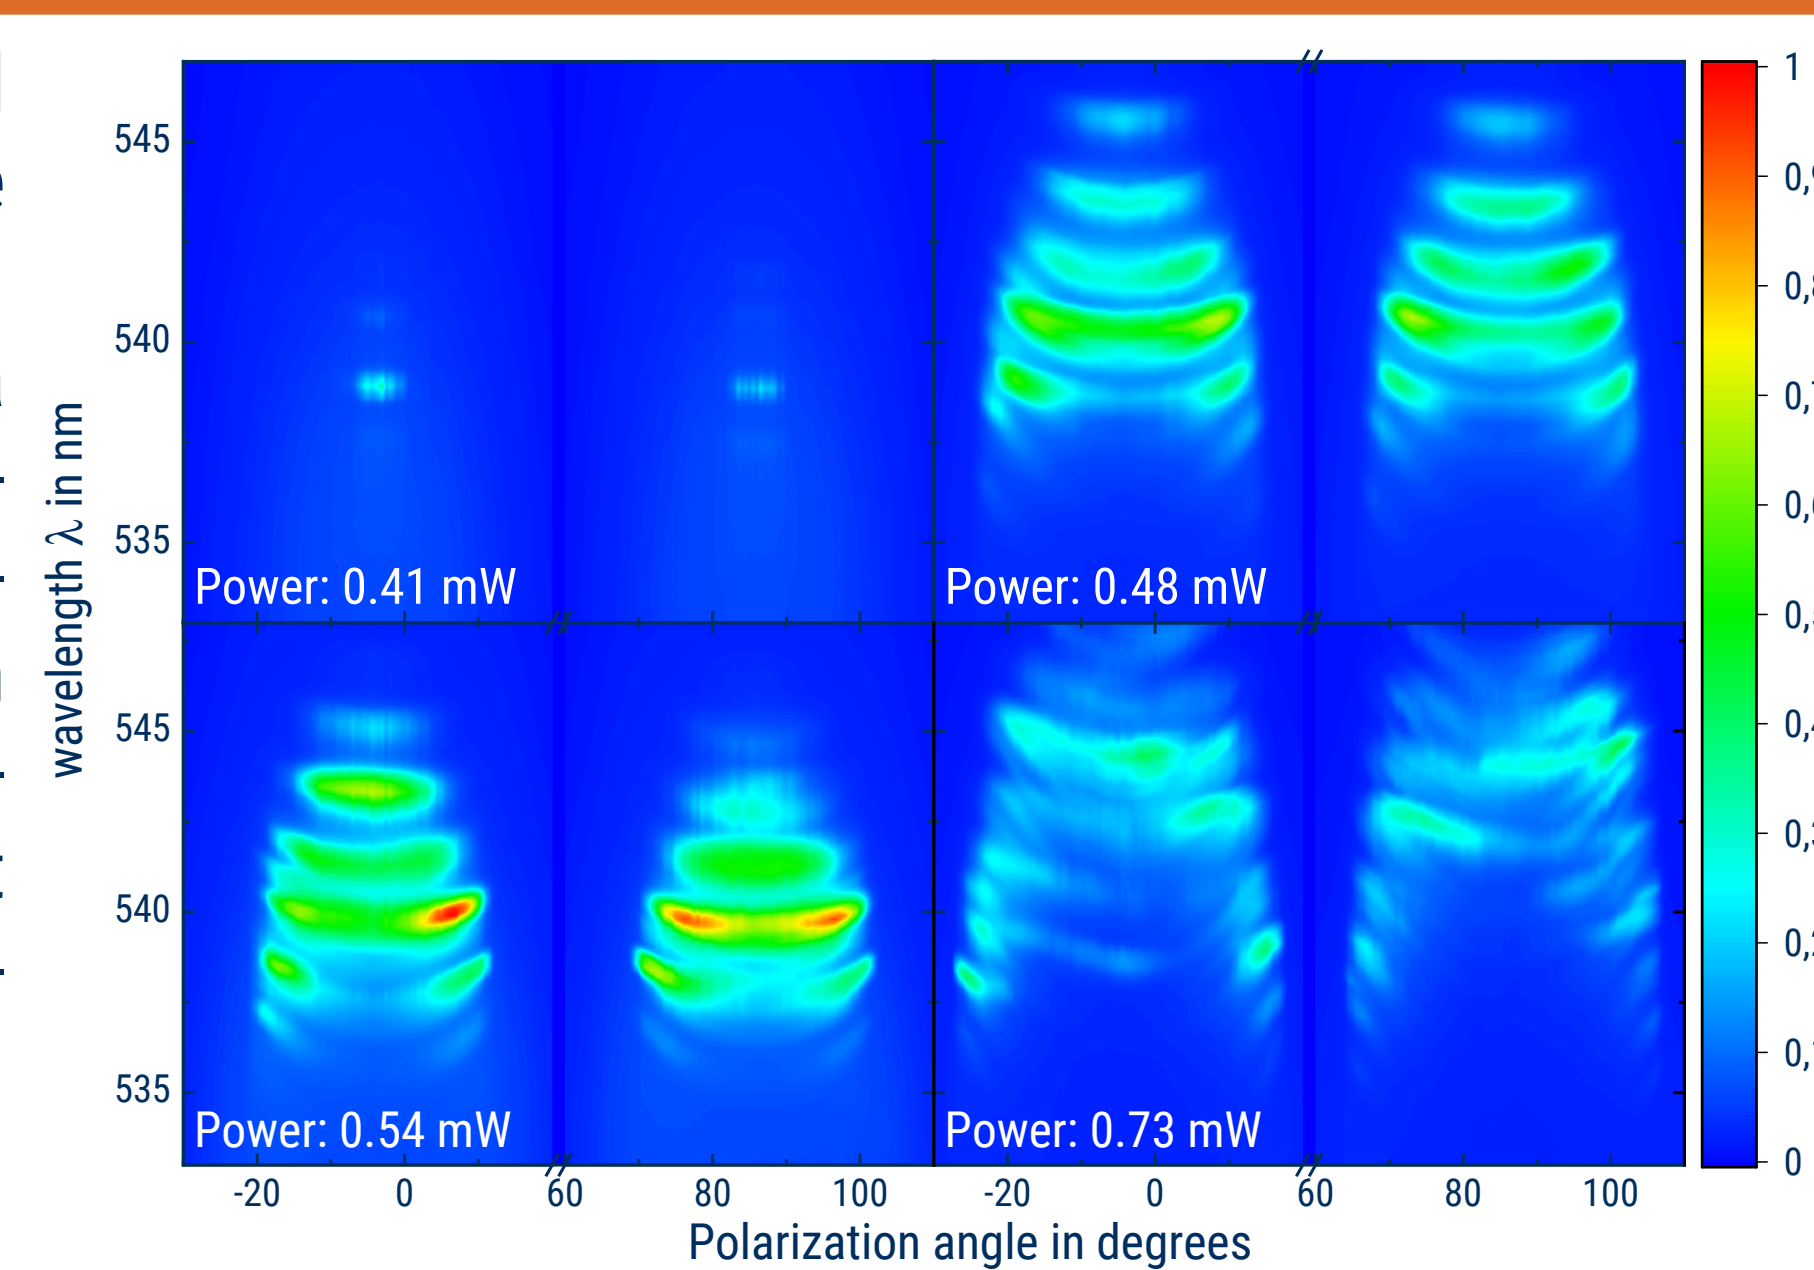 545
540
535
Power: 0.41 mW
Power: 0.48 mW
545
540
535
Power: 0.54 mW
Power: 0.73 mW
wavelength λ in nm
-20 0 60 80 100 -20 0 60 80 100
Polarization angle in degrees
1
0